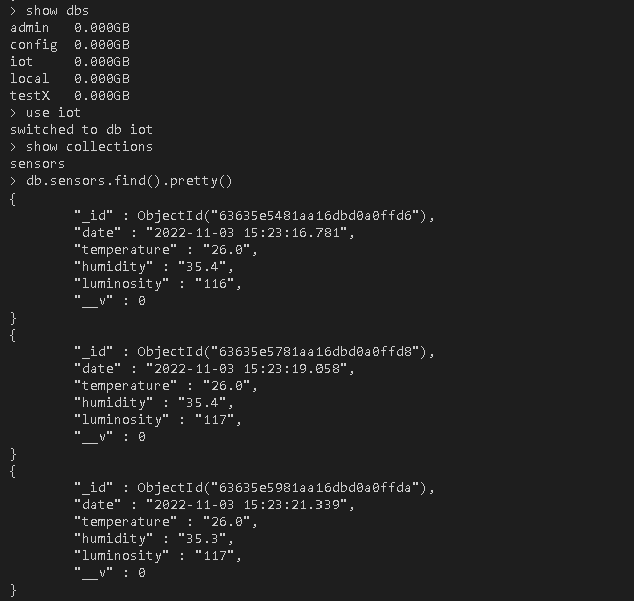 > show dbs
admin   0.000GB
config  0.000GB
iot     0.000GB
local   0.000GB
testX   0.000GB
> use iot
switched to db iot
> show collections
sensors
> db.sensors.find().pretty()
{
        "_id" : ObjectId("63635e5481aa16dbd0a0ffd6"),
        "date" : "2022-11-03 15:23:16.781",
        "temperature" : "26.0",
        "humidity" : "35.4",
        "luminosity" : "116",
        "__v" : 0
}
{
        "_id" : ObjectId("63635e5781aa16dbd0a0ffd8"),
        "date" : "2022-11-03 15:23:19.058",
        "temperature" : "26.0",
        "humidity" : "35.4",
        "luminosity" : "117",
        "__v" : 0
}
{
        "_id" : ObjectId("63635e5981aa16dbd0a0ffda"),
        "date" : "2022-11-03 15:23:21.339",
        "temperature" : "26.0",
        "humidity" : "35.3",
        "luminosity" : "117",
        "__v" : 0
}